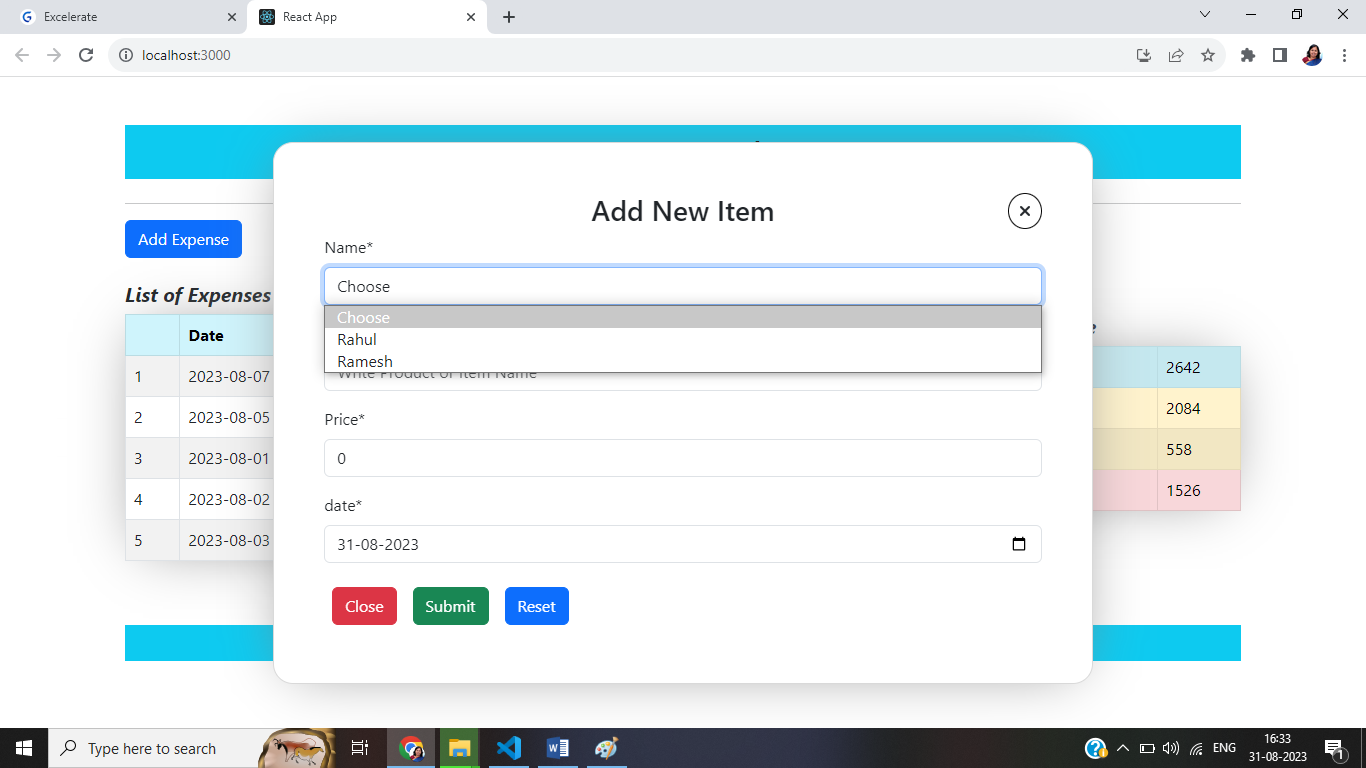 Excelerate
React App
localhost:3000
Add New Item
Name*
Add Expense
Choose
List of Expenses
Choose
Rahul
Ramesh
Write Product or Item Name
Date
1 2023-08-07
2 2023-08-05
3 2023-08-01
4 2023-08-02
5 2023-08-03
2642
2084
558
1526
Price*
0
date*
31-08-2023
Close Submit Reset
Type here to search
ENG
16:33
31-08-2023
1